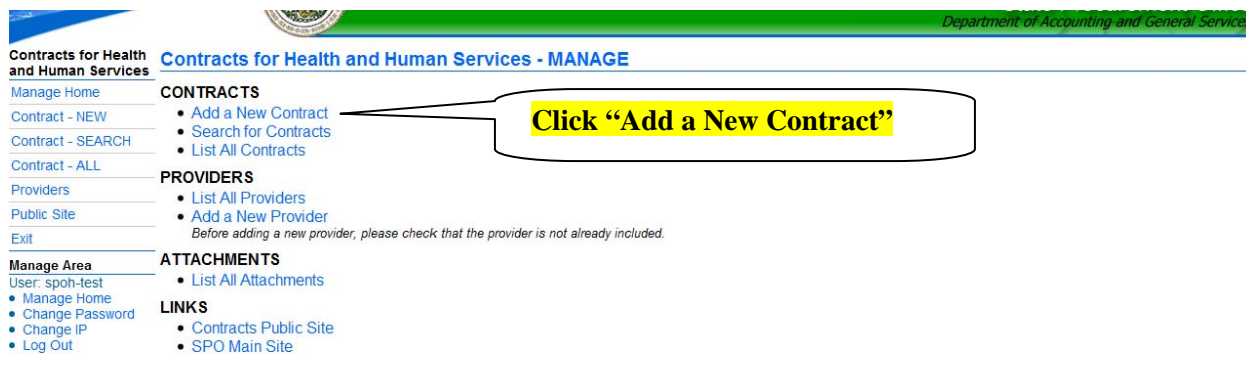 Department of Accounting and General Services
Contracts for Health
and Human Services
Manage Home
Contract - NEW
Contract - SEARCH
Contract - ALL
Providers
Public Site
Exit
Manage Area
User: spoh-test
• Manage Home
• Change Password
• Change IP
• Log Out
Contracts for Health and Human Services - MANAGE
CONTRACTS
• Add a New Contract
• Search for Contracts
• List All Contracts
Click “Add a New Contract”
PROVIDERS
• List All Providers
• Add a New Provider
Before adding a new provider, please check that the provider is not already included.
ATTACHMENTS
• List All Attachments
LINKS
• Contracts Public Site
• SPO Main Site